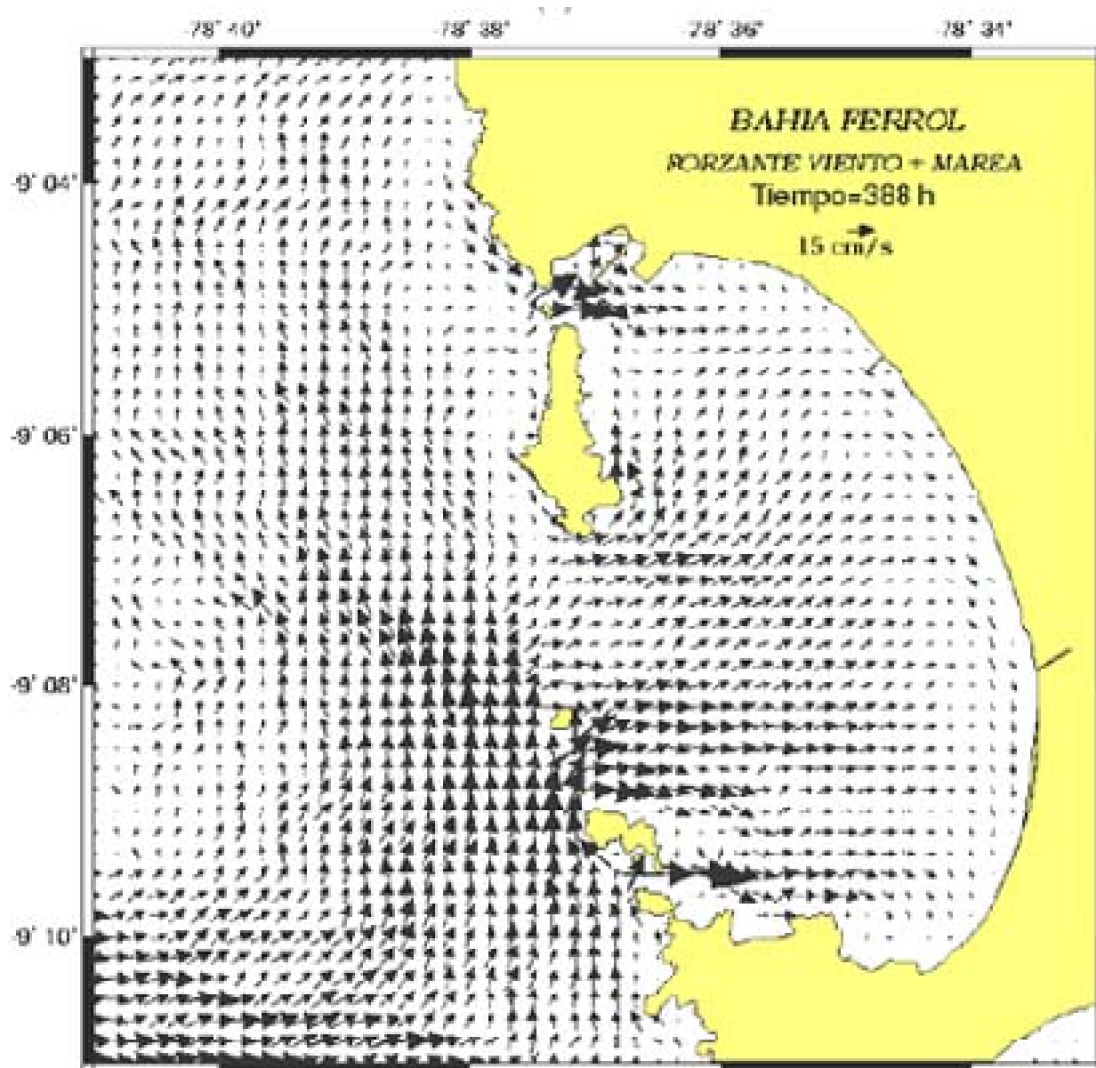 -78° 40' -78° 38' -78° 36' -78° 34'
BAHIA FERROL
FORZANTE VIENTO + MAREA
Tiempo=388 h
15 cm/s
-9° 04'
-9° 06'
-9° 08'
-9° 10'